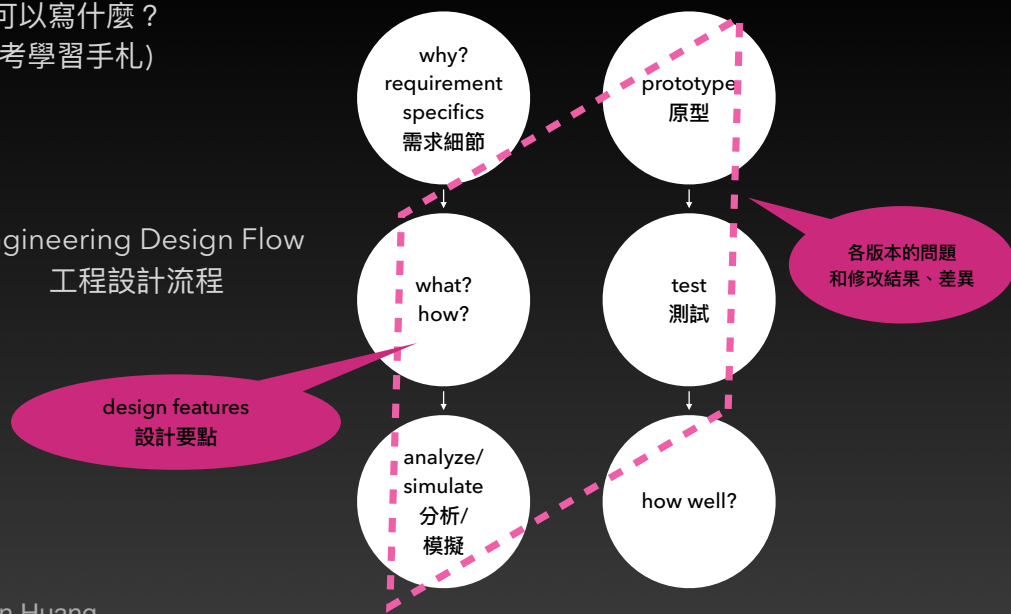 可以寫什麼？
考學習手札)
ngineering Design Flow
工程設計流程
why?
requirement
specifics
需求細節
what?
how?
analyze/
simulate
分析/
模擬
prototype
原型
test
測試
how well?
design features
設計要點
各版本的問題
和修改結果、差異
n Huang